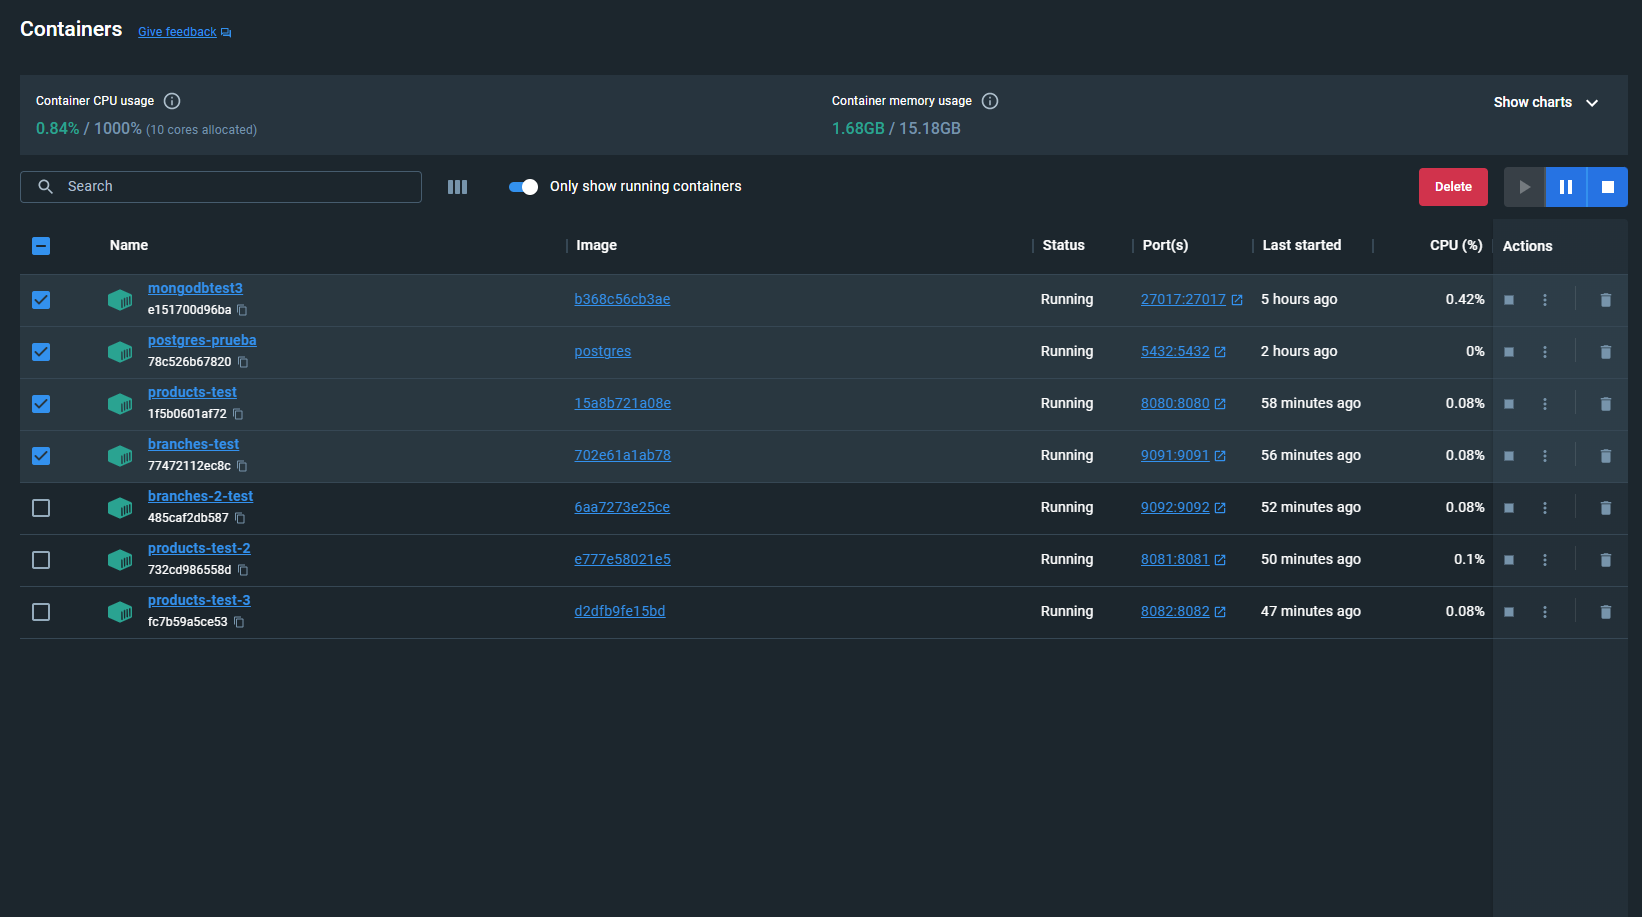 Containers Give feedback
Container CPU usage
0.84% / 1000% (10 cores allocated)
Container memory usage
1.68GB / 15.18GB
Show charts
Search
Only show running containers
Delete
Name Image Status Port(s) Last started CPU (%) Actions
mongodbtest3
e151700d96ba
b368c56cb3ae Running 27017:27017 5 hours ago 0.42%
postgres-prueba
78c526b67820
postgres Running 5432:5432 2 hours ago 0%
products-test
1f5b0601af72
15a8b721a08e Running 8080:8080 58 minutes ago 0.08%
branches-test
77472112ec8c
702e61a1ab78 Running 9091:9091 56 minutes ago 0.08%
branches-2-test
485caf2db587
6aa7273e25ce Running 9092:9092 52 minutes ago 0.08%
products-test-2
732cd986558d
e777e58021e5 Running 8081:8081 50 minutes ago 0.1%
products-test-3
fc7b59a5ce53
d2dfb9fe15bd Running 8082:8082 47 minutes ago 0.08%